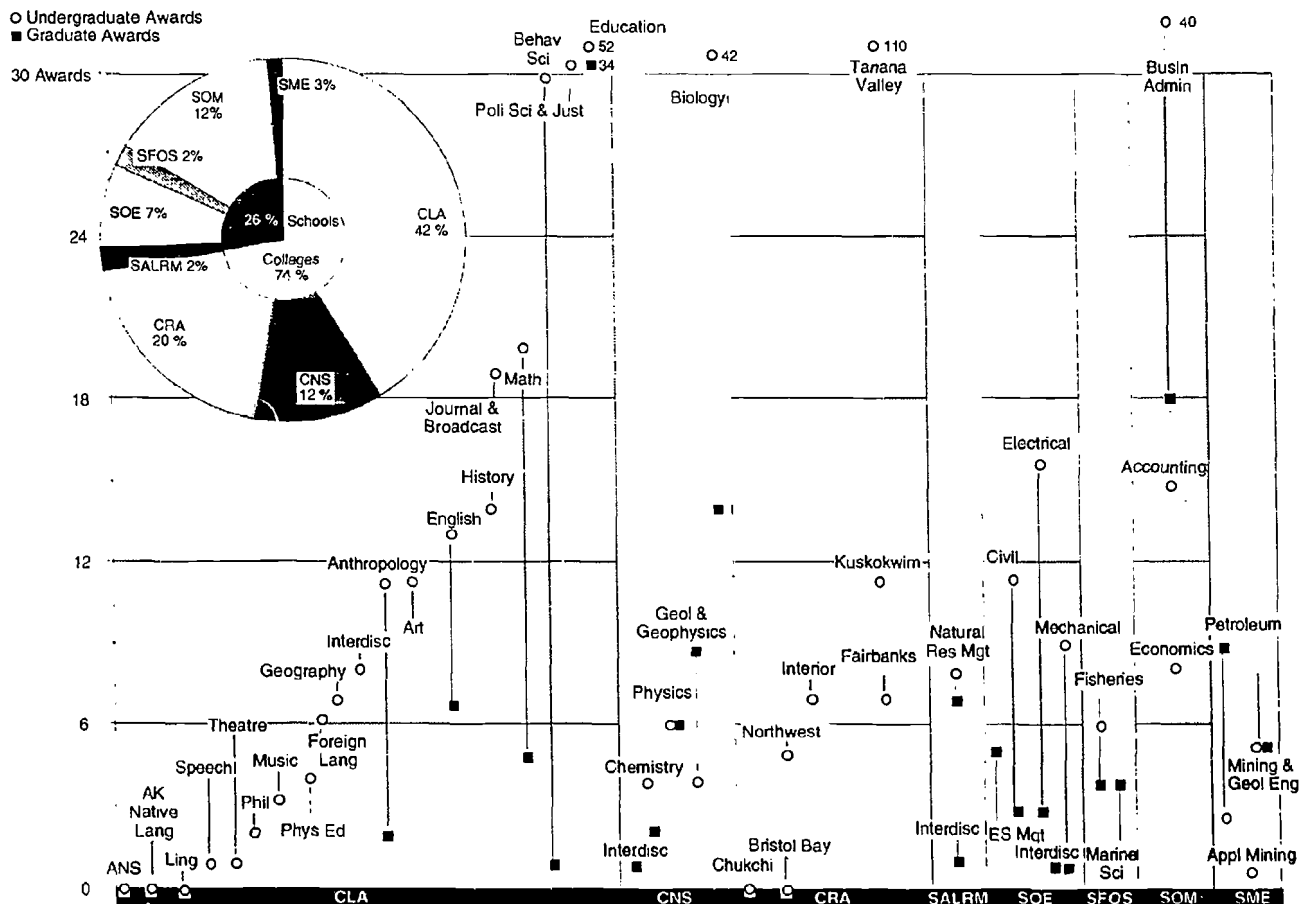 Undergraduate Awards
Graduate Awards
30 Awards
24
18
12
6
0
SME 3%
SOM
12%
SFOS 2%
SOE 7%
26 %
Schools
CLA
42 %
Colleges
74 %
SALRM 2%
CRA
20 %
CNS
12 %
Behav
Sci
Education
52
34
Poli Sci & Just
42
Biology
110
Tanana
Valley
40
Busin
Admin
Math
Journal &
Broadcast
History
English
Electrical
Accounting
Anthropology
Art
Kuskokwim
Civil
Interdisc
Geography
Geol &
Geophysics
Interior
Fairbanks
Natural
Res Mgt
Mechanical
Economics
Petroleum
Fisheries
Physics
Theatre
Foreign
Lang
Northwest
Speech
Music
Chemistry
Mining &
Geol Eng
AK
Native
Lang
Phil
Phys Ed
Interdisc
ES Mgt
Interdisc
Interdisc
Marine
Sci
Appl Mining
Ling
ANS
Chukchi
Bristol Bay
CLA
CNS
CRA
SALRM
SOE
SFOS
SOM
SME